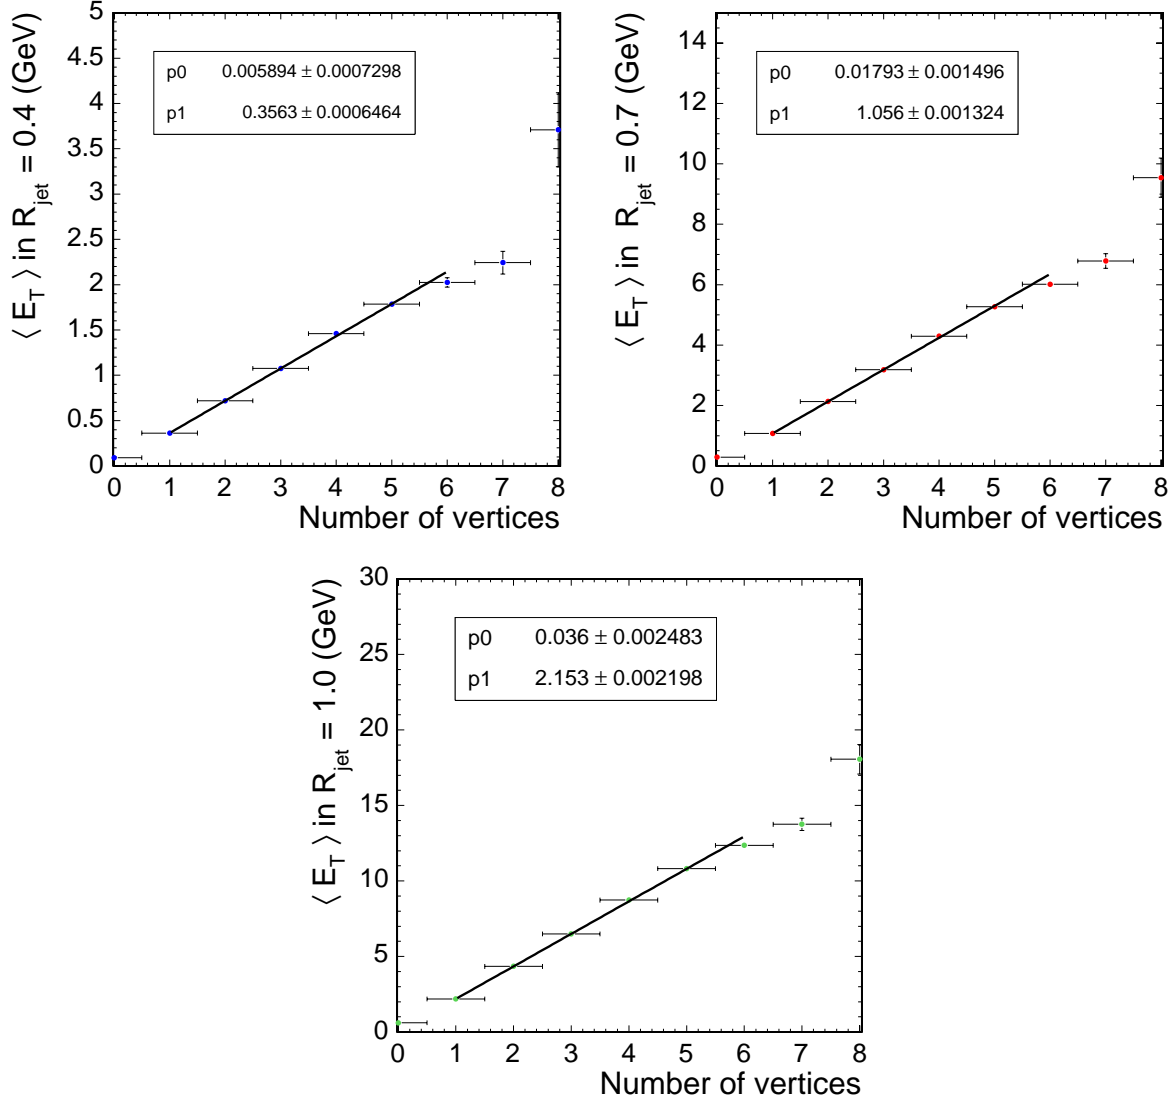 ⟨ E_T ⟩ in R_jet = 0.4 (GeV)
5
4.5
4
3.5
3
2.5
2
1.5
1
0.5
0
p0 0.005894 ± 0.0007298
p1 0.3563 ± 0.0006464
0 1 2 3 4 5 6 7 8
Number of vertices
⟨ E_T ⟩ in R_jet = 0.7 (GeV)
14
12
10
8
6
4
2
0
p0 0.01793 ± 0.001496
p1 1.056 ± 0.001324
0 1 2 3 4 5 6 7 8
Number of vertices
⟨ E_T ⟩ in R_jet = 1.0 (GeV)
30
25
20
15
10
5
0
p0 0.036 ± 0.002483
p1 2.153 ± 0.002198
0 1 2 3 4 5 6 7 8
Number of vertices